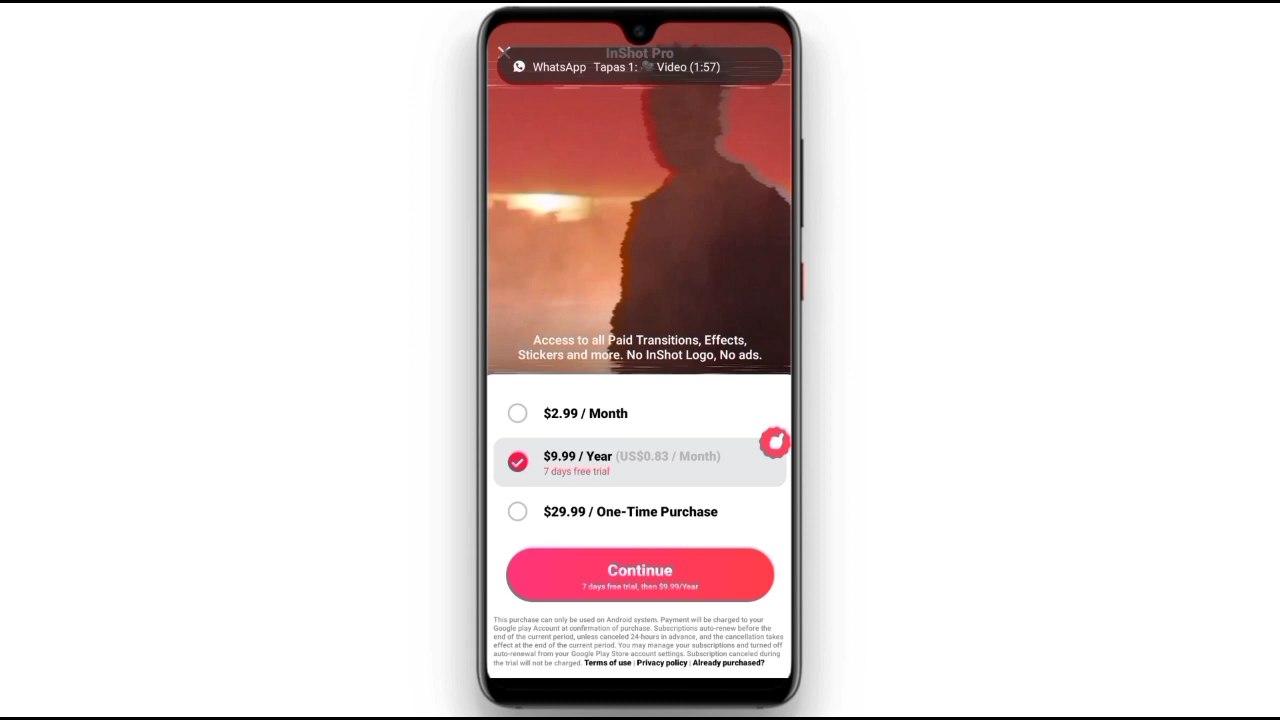 InShot Pro
WhatsApp Tapas 1: Video (1:57)
Access to all Paid Transitions, Effects,
Stickers and more. No InShot Logo, No ads.
$2.99 / Month
$9.99 / Year (US$0.83 / Month)
7 days free trial
$29.99 / One-Time Purchase
Continue
7 days free trial, then $9.99/Year
This purchase can only be used on Android system. Payment will be charged to your
Google play Account at confirmation of purchase. Subscriptions auto-renew before the
end of the current period, unless canceled 24-hours in advance, and the cancellation takes
effect at the end of the current period. You may manage your subscriptions and turned off
auto-renewal from your Google Play Store account settings. Subscription canceled during
the trial will not be charged. Terms of use | Privacy policy | Already purchased?